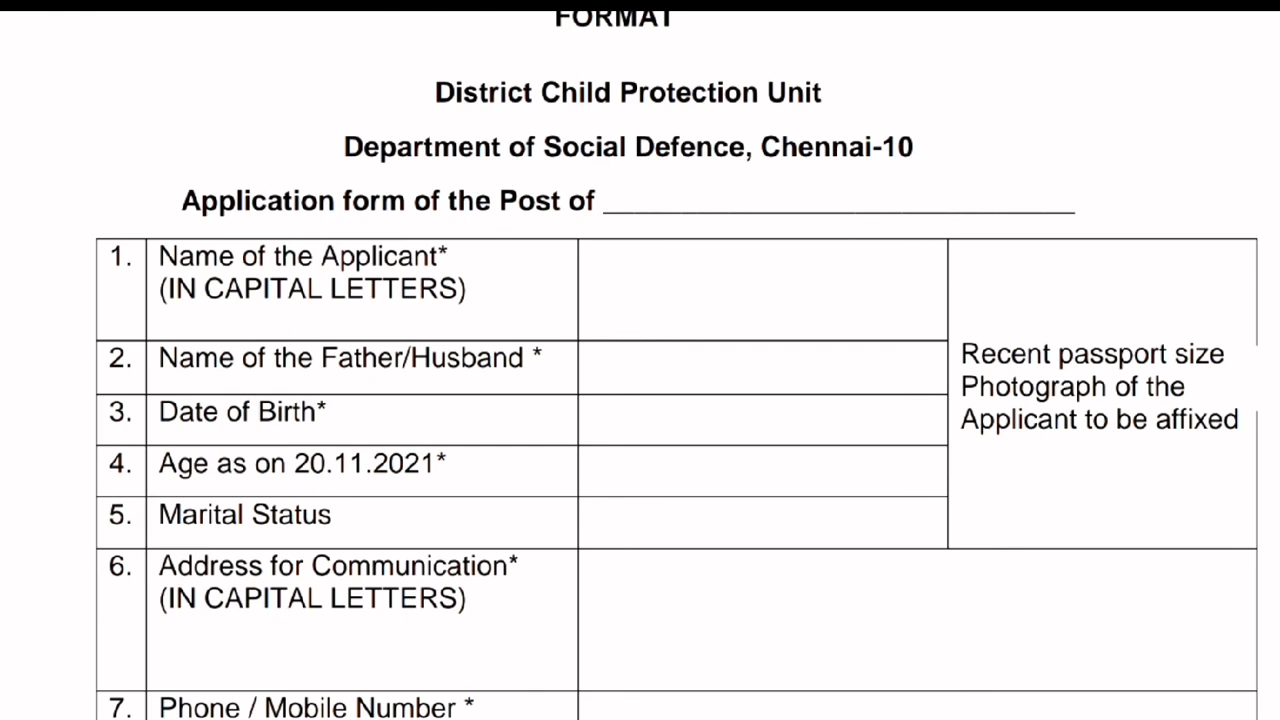 FORMAT
District Child Protection Unit
Department of Social Defence, Chennai-10
Application form of the Post of ______________________________
1. Name of the Applicant*
(IN CAPITAL LETTERS)
2. Name of the Father/Husband *
3. Date of Birth*
4. Age as on 20.11.2021*
5. Marital Status
Recent passport size
Photograph of the
Applicant to be affixed
6. Address for Communication*
(IN CAPITAL LETTERS)
7. Phone / Mobile Number *